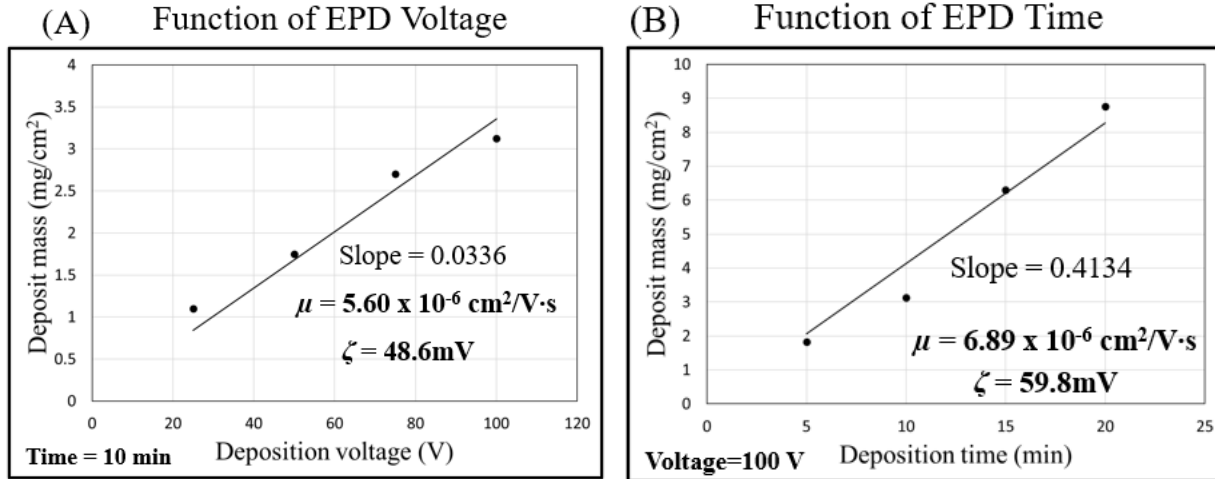 (A) Function of EPD Voltage
4
3.5
3
2.5
2
1.5
1
0.5
0
0 20 40 60 80 100 120
Deposit mass (mg/cm²)
Slope = 0.0336
μ = 5.60 x 10⁻⁶ cm²/V·s
ζ = 48.6mV
Time = 10 min
Deposition voltage (V)
(B) Function of EPD Time
10
9
8
7
6
5
4
3
2
1
0
0 5 10 15 20 25
Deposit mass (mg/cm²)
Slope = 0.4134
μ = 6.89 x 10⁻⁶ cm²/V·s
ζ = 59.8mV
Voltage=100 V
Deposition time (min)